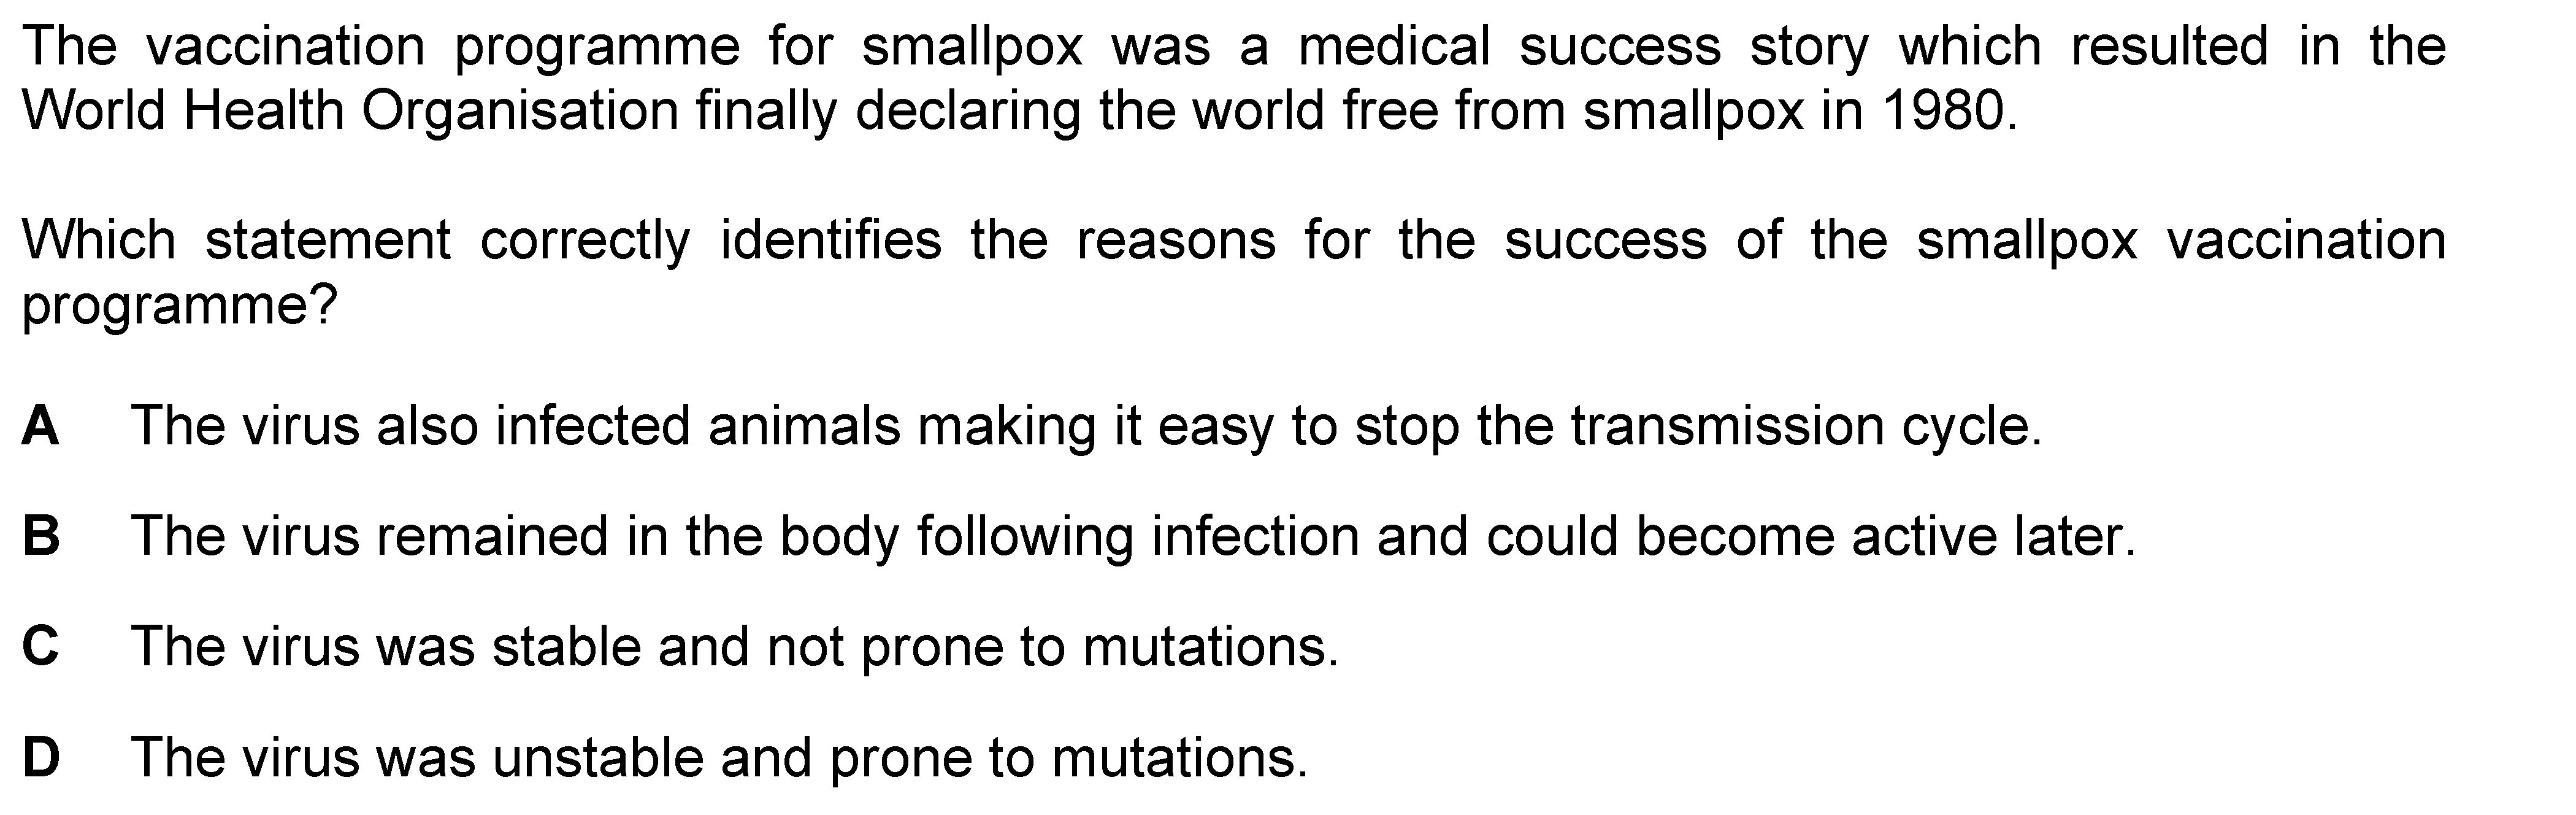 The vaccination programme for smallpox was a medical success story which resulted in the
World Health Organisation finally declaring the world free from smallpox in 1980.
Which statement correctly identifies the reasons for the success of the smallpox vaccination
programme?
A The virus also infected animals making it easy to stop the transmission cycle.
B The virus remained in the body following infection and could become active later.
C The virus was stable and not prone to mutations.
D The virus was unstable and prone to mutations.